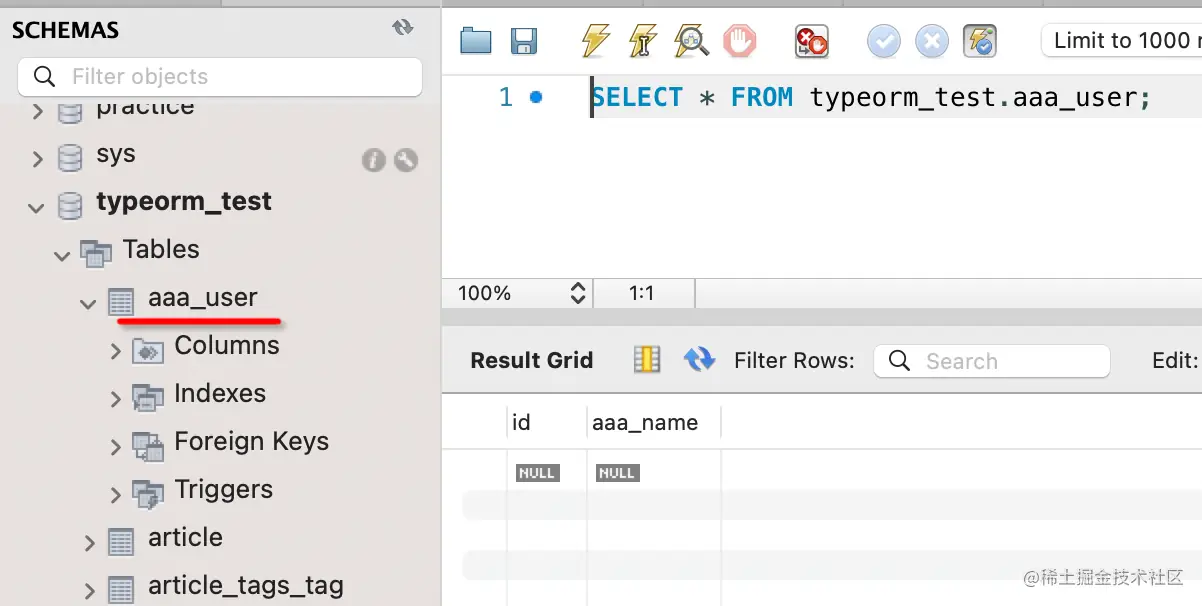 SCHEMAS
Filter objects
practice
sys
typeorm_test
Tables
aaa_user
Columns
Indexes
Foreign Keys
Triggers
article
article_tags_tag
Limit to 1000 r
1 SELECT * FROM typeorm_test.aaa_user;
100% 1:1
Result Grid Filter Rows: Search Edit:
id aaa_name
NULL NULL
@稀土掘金技术社区